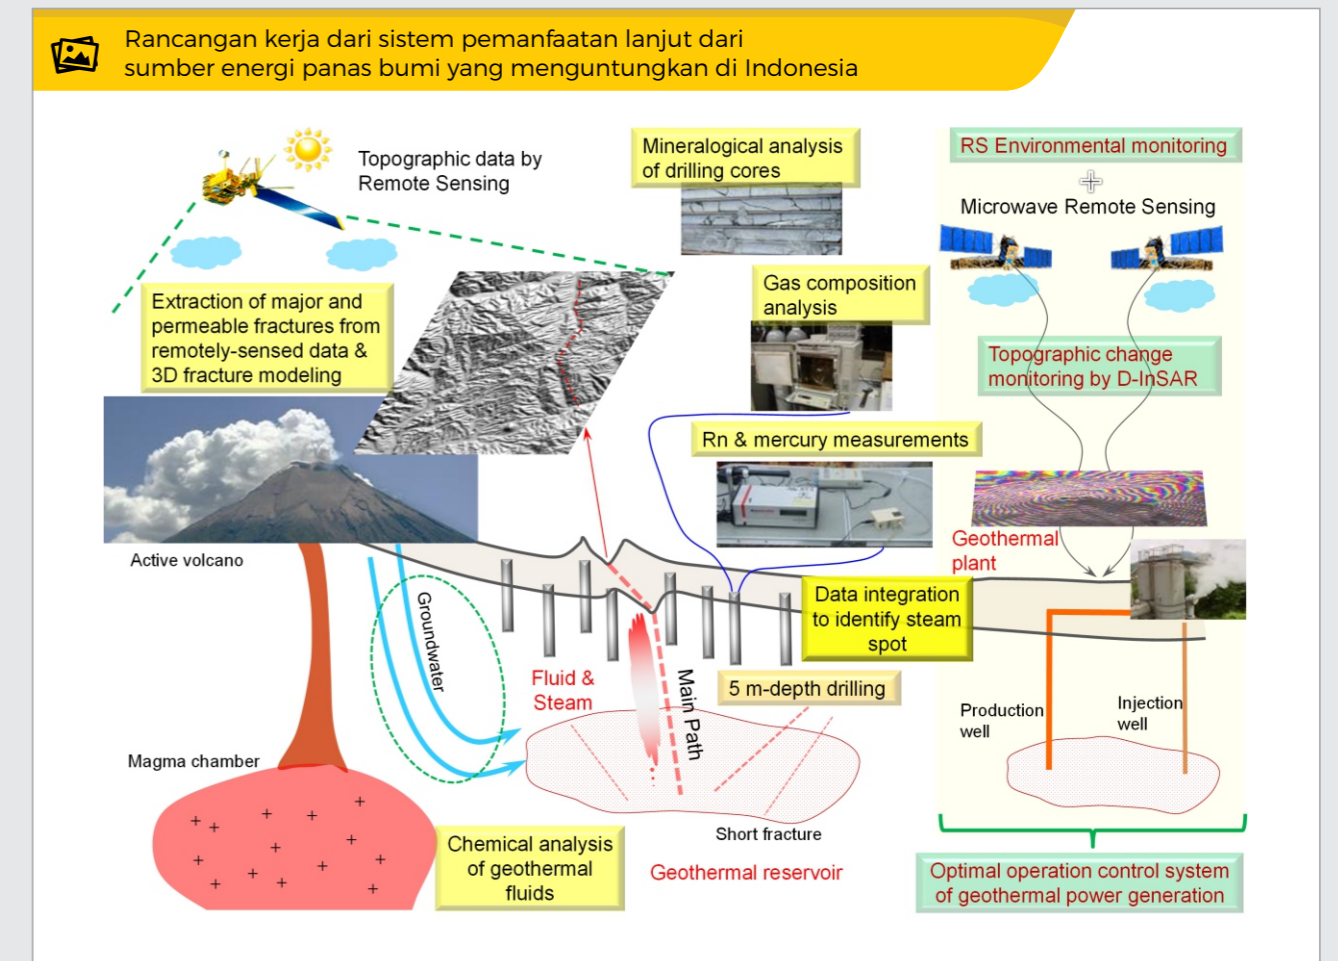 Rancangan kerja dari sistem pemanfaatan lanjut dari
sumber energi panas bumi yang menguntungkan di Indonesia
Topographic data by
Remote Sensing
Mineralogical analysis
of drilling cores
RS Environmental monitoring
Microwave Remote Sensing
Extraction of major and
permeable fractures from
remotely-sensed data &
3D fracture modeling
Gas composition
analysis
Topographic change
monitoring by D-InSAR
Rn & mercury measurements
Active volcano
Geothermal
plant
Groundwater
Data integration
to identify steam
spot
Fluid &
Steam
Main Path
5 m-depth drilling
Production
well
Injection
well
Magma chamber
Short fracture
Chemical analysis
of geothermal
fluids
Geothermal reservoir
Optimal operation control system
of geothermal power generation